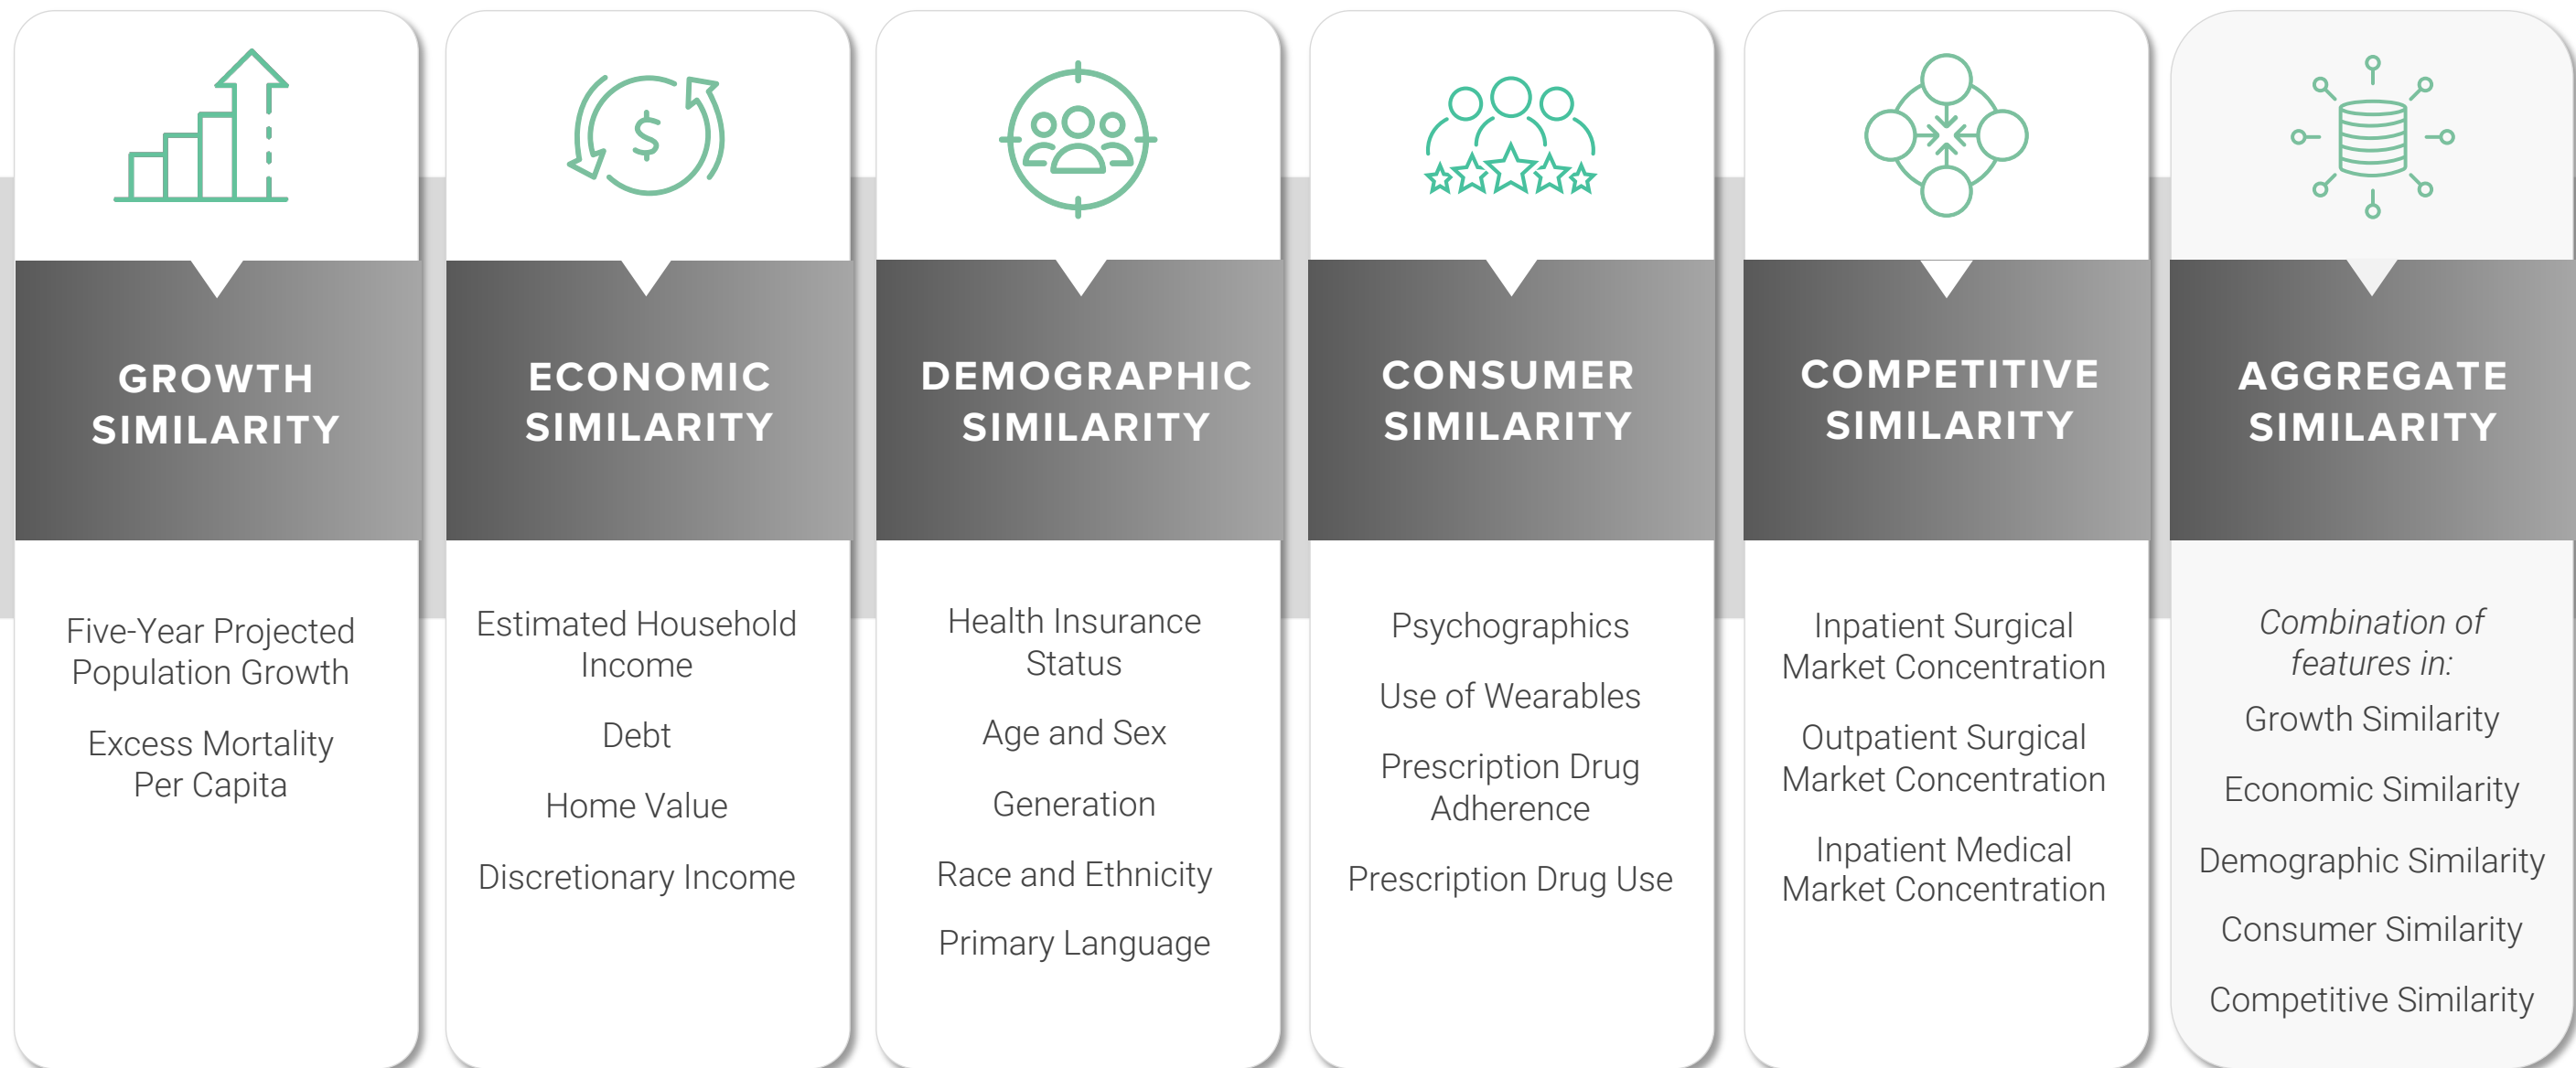 GROWTH
SIMILARITY
Five-Year Projected
Population Growth
Excess Mortality
Per Capita
ECONOMIC
SIMILARITY
Estimated Household
Income
Debt
Home Value
Discretionary Income
DEMOGRAPHIC
SIMILARITY
Health Insurance
Status
Age and Sex
Generation
Race and Ethnicity
Primary Language
CONSUMER
SIMILARITY
Psychographics
Use of Wearables
Prescription Drug
Adherence
Prescription Drug Use
COMPETITIVE
SIMILARITY
Inpatient Surgical
Market Concentration
Outpatient Surgical
Market Concentration
Inpatient Medical
Market Concentration
AGGREGATE
SIMILARITY
Combination of
features in:
Growth Similarity
Economic Similarity
Demographic Similarity
Consumer Similarity
Competitive Similarity
$